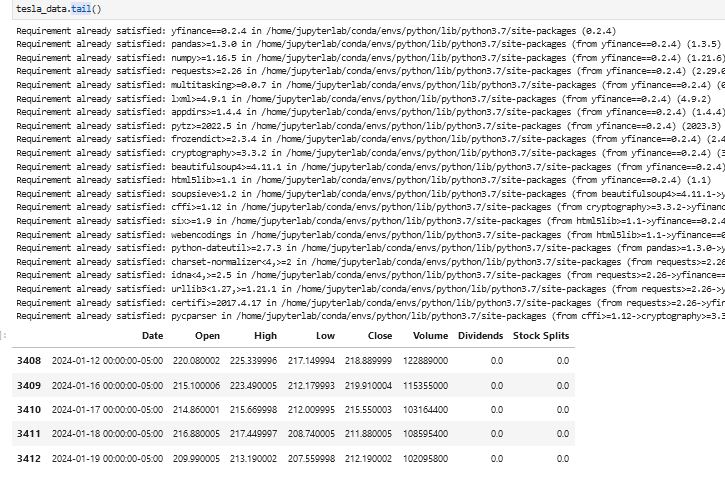 tesla_data.tail()
Requirement already satisfied: yfinance==0.2.4 in /home/jupyterlab/conda/envs/python/lib/python3.7/site-packages (0.2.4)
Requirement already satisfied: pandas>=1.3.0 in /home/jupyterlab/conda/envs/python/lib/python3.7/site-packages (from yfinance==0.2.4) (1.3.5)
Requirement already satisfied: numpy>=1.16.5 in /home/jupyterlab/conda/envs/python/lib/python3.7/site-packages (from yfinance==0.2.4) (1.21.6)
Requirement already satisfied: requests>=2.26 in /home/jupyterlab/conda/envs/python/lib/python3.7/site-packages (from yfinance==0.2.4) (2.29.0
Requirement already satisfied: multitasking>=0.0.7 in /home/jupyterlab/conda/envs/python/lib/python3.7/site-packages (from yfinance==0.2.4) (0
Requirement already satisfied: lxml>=4.9.1 in /home/jupyterlab/conda/envs/python/lib/python3.7/site-packages (from yfinance==0.2.4) (4.9.2)
Requirement already satisfied: appdirs>=1.4.4 in /home/jupyterlab/conda/envs/python/lib/python3.7/site-packages (from yfinance==0.2.4) (1.4.4)
Requirement already satisfied: pytz>=2022.5 in /home/jupyterlab/conda/envs/python/lib/python3.7/site-packages (from yfinance==0.2.4) (2023.3)
Requirement already satisfied: frozendict>=2.3.4 in /home/jupyterlab/conda/envs/python/lib/python3.7/site-packages (from yfinance==0.2.4) (2.4
Requirement already satisfied: cryptography>=3.3.2 in /home/jupyterlab/conda/envs/python/lib/python3.7/site-packages (from yfinance==0.2.4) (3
Requirement already satisfied: beautifulsoup4>=4.11.1 in /home/jupyterlab/conda/envs/python/lib/python3.7/site-packages (from yfinance==0.2.4)
Requirement already satisfied: html5lib>=1.1 in /home/jupyterlab/conda/envs/python/lib/python3.7/site-packages (from yfinance==0.2.4) (1.1)
Requirement already satisfied: soupsieve>1.2 in /home/jupyterlab/conda/envs/python/lib/python3.7/site-packages (from beautifulsoup4>=4.11.1->y
Requirement already satisfied: cffi>=1.12 in /home/jupyterlab/conda/envs/python/lib/python3.7/site-packages (from cryptography>=3.3.2->yfinanc
Requirement already satisfied: six>=1.9 in /home/jupyterlab/conda/envs/python/lib/python3.7/site-packages (from html5lib>=1.1->yfinance==0.2.4
Requirement already satisfied: webencodings in /home/jupyterlab/conda/envs/python/lib/python3.7/site-packages (from html5lib>=1.1->yfinance==0
Requirement already satisfied: python-dateutil>=2.7.3 in /home/jupyterlab/conda/envs/python/lib/python3.7/site-packages (from pandas>=1.3.0->y
Requirement already satisfied: charset-normalizer<4,>=2 in /home/jupyterlab/conda/envs/python/lib/python3.7/site-packages (from requests>=2.26
Requirement already satisfied: idna<4,>=2.5 in /home/jupyterlab/conda/envs/python/lib/python3.7/site-packages (from requests>=2.26->yfinance==
Requirement already satisfied: urllib3<1.27,>=1.21.1 in /home/jupyterlab/conda/envs/python/lib/python3.7/site-packages (from requests>=2.26->y
Requirement already satisfied: certifi>=2017.4.17 in /home/jupyterlab/conda/envs/python/lib/python3.7/site-packages (from requests>=2.26->yfin
Requirement already satisfied: pycparser in /home/jupyterlab/conda/envs/python/lib/python3.7/site-packages (from cffi>=1.12->cryptography>=3.3
]:
Date Open High Low Close Volume Dividends Stock Splits
3408 2024-01-12 00:00:00-05:00 220.080002 225.339996 217.149994 218.889999 122889000 0.0 0.0
3409 2024-01-16 00:00:00-05:00 215.100006 223.490005 212.179993 219.910004 115355000 0.0 0.0
3410 2024-01-17 00:00:00-05:00 214.860001 215.669998 212.009995 215.550003 103164400 0.0 0.0
3411 2024-01-18 00:00:00-05:00 216.880005 217.449997 208.740005 211.880005 108595400 0.0 0.0
3412 2024-01-19 00:00:00-05:00 209.990005 213.190002 207.559998 212.190002 102095800 0.0 0.0